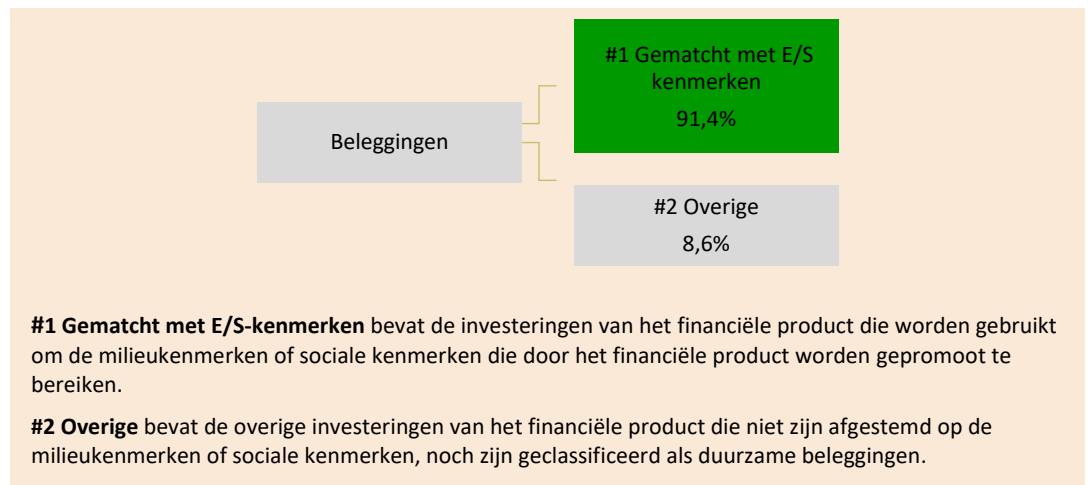 #1 Gematcht met E/S
kenmerken
91,4%
Beleggingen
#2 Overige
8,6%
#1 Gematcht met E/S-kenmerken bevat de investeringen van het financiële product die worden gebruikt
om de milieukenmerken of sociale kenmerken die door het financiële product worden gepromoot te
bereiken.
#2 Overige bevat de overige investeringen van het financiële product die niet zijn afgestemd op de
milieukenmerken of sociale kenmerken, noch zijn geclassificeerd als duurzame beleggingen.